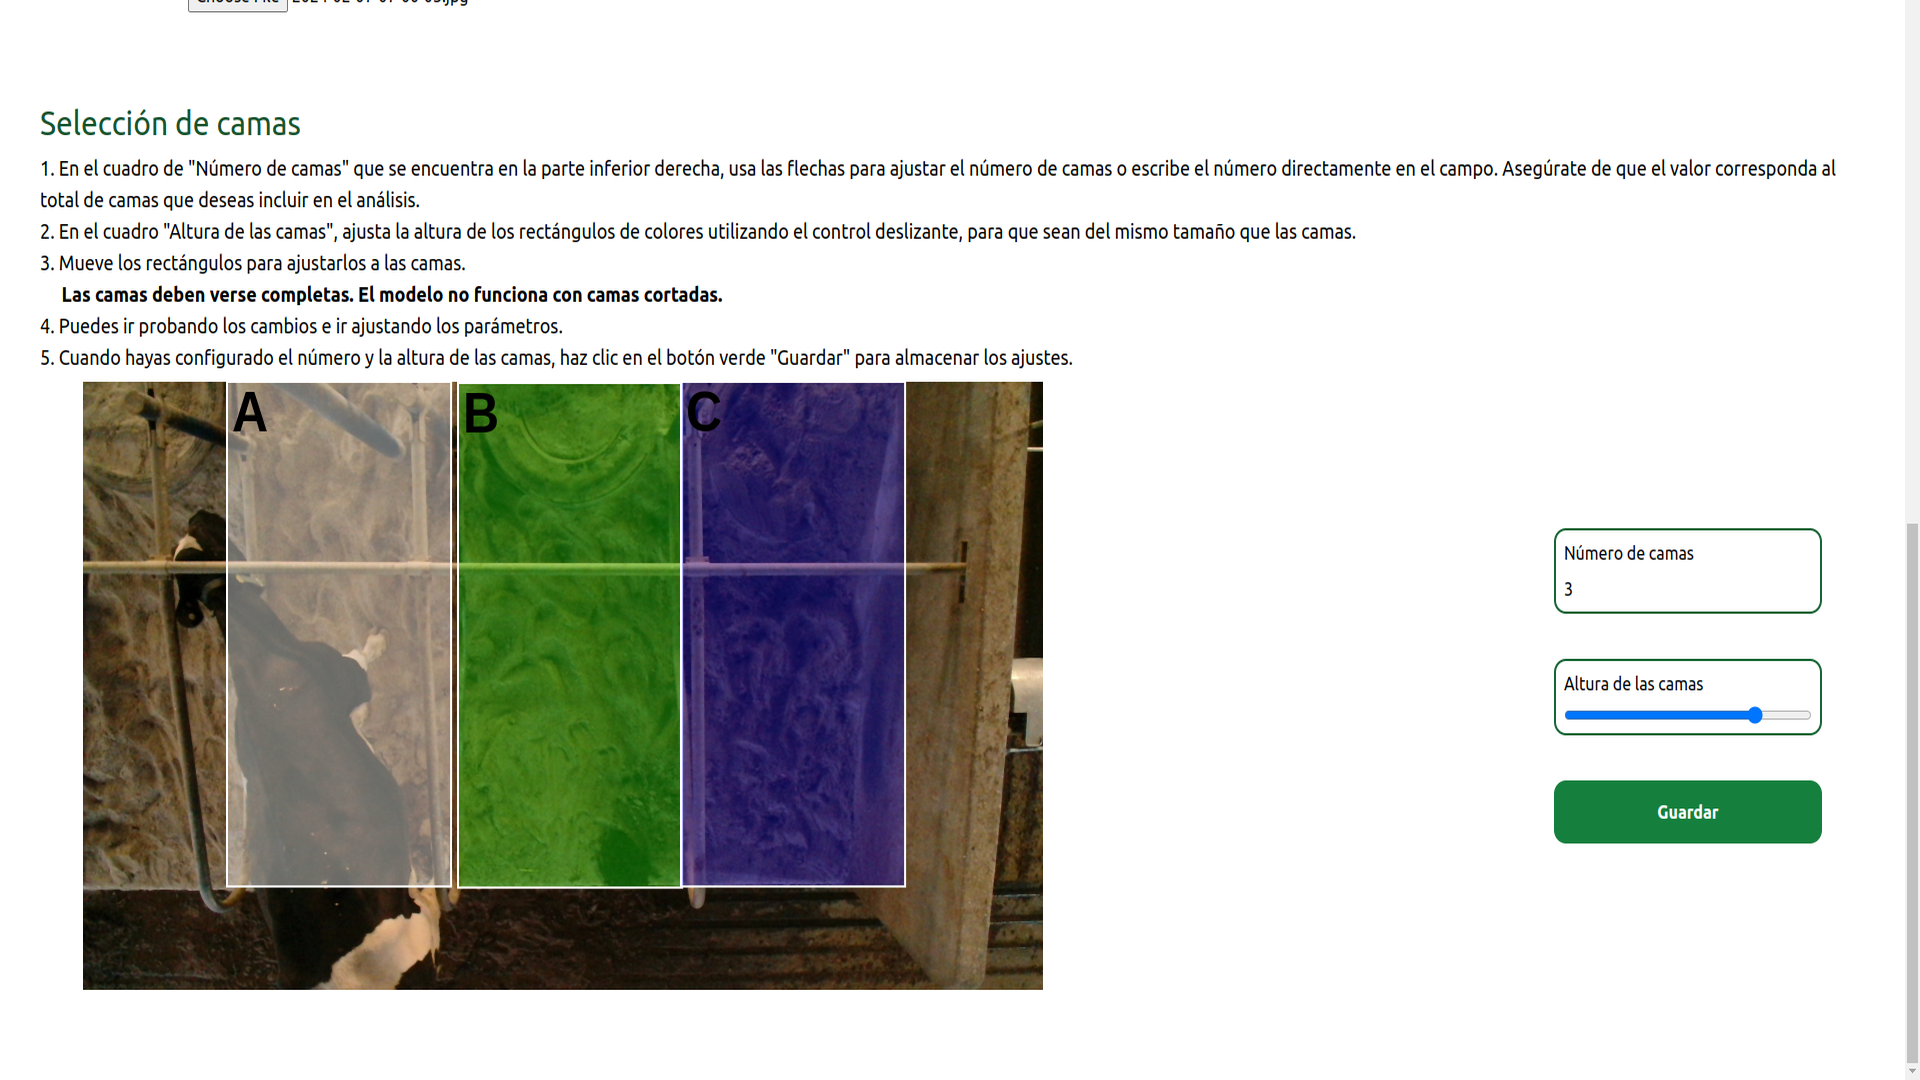 Selección de camas
1. En el cuadro de "Número de camas" que se encuentra en la parte inferior derecha, usa las flechas para ajustar el número de camas o escribe el número directamente en el campo. Asegúrate de que el valor corresponda al
total de camas que deseas incluir en el análisis.
2. En el cuadro "Altura de las camas", ajusta la altura de los rectángulos de colores utilizando el control deslizante, para que sean del mismo tamaño que las camas.
3. Mueve los rectángulos para ajustarlos a las camas.
Las camas deben verse completas. El modelo no funciona con camas cortadas.
4. Puedes ir probando los cambios e ir ajustando los parámetros.
5. Cuando hayas configurado el número y la altura de las camas, haz clic en el botón verde "Guardar" para almacenar los ajustes.
A
B
C
Número de camas
3
Altura de las camas
Guardar